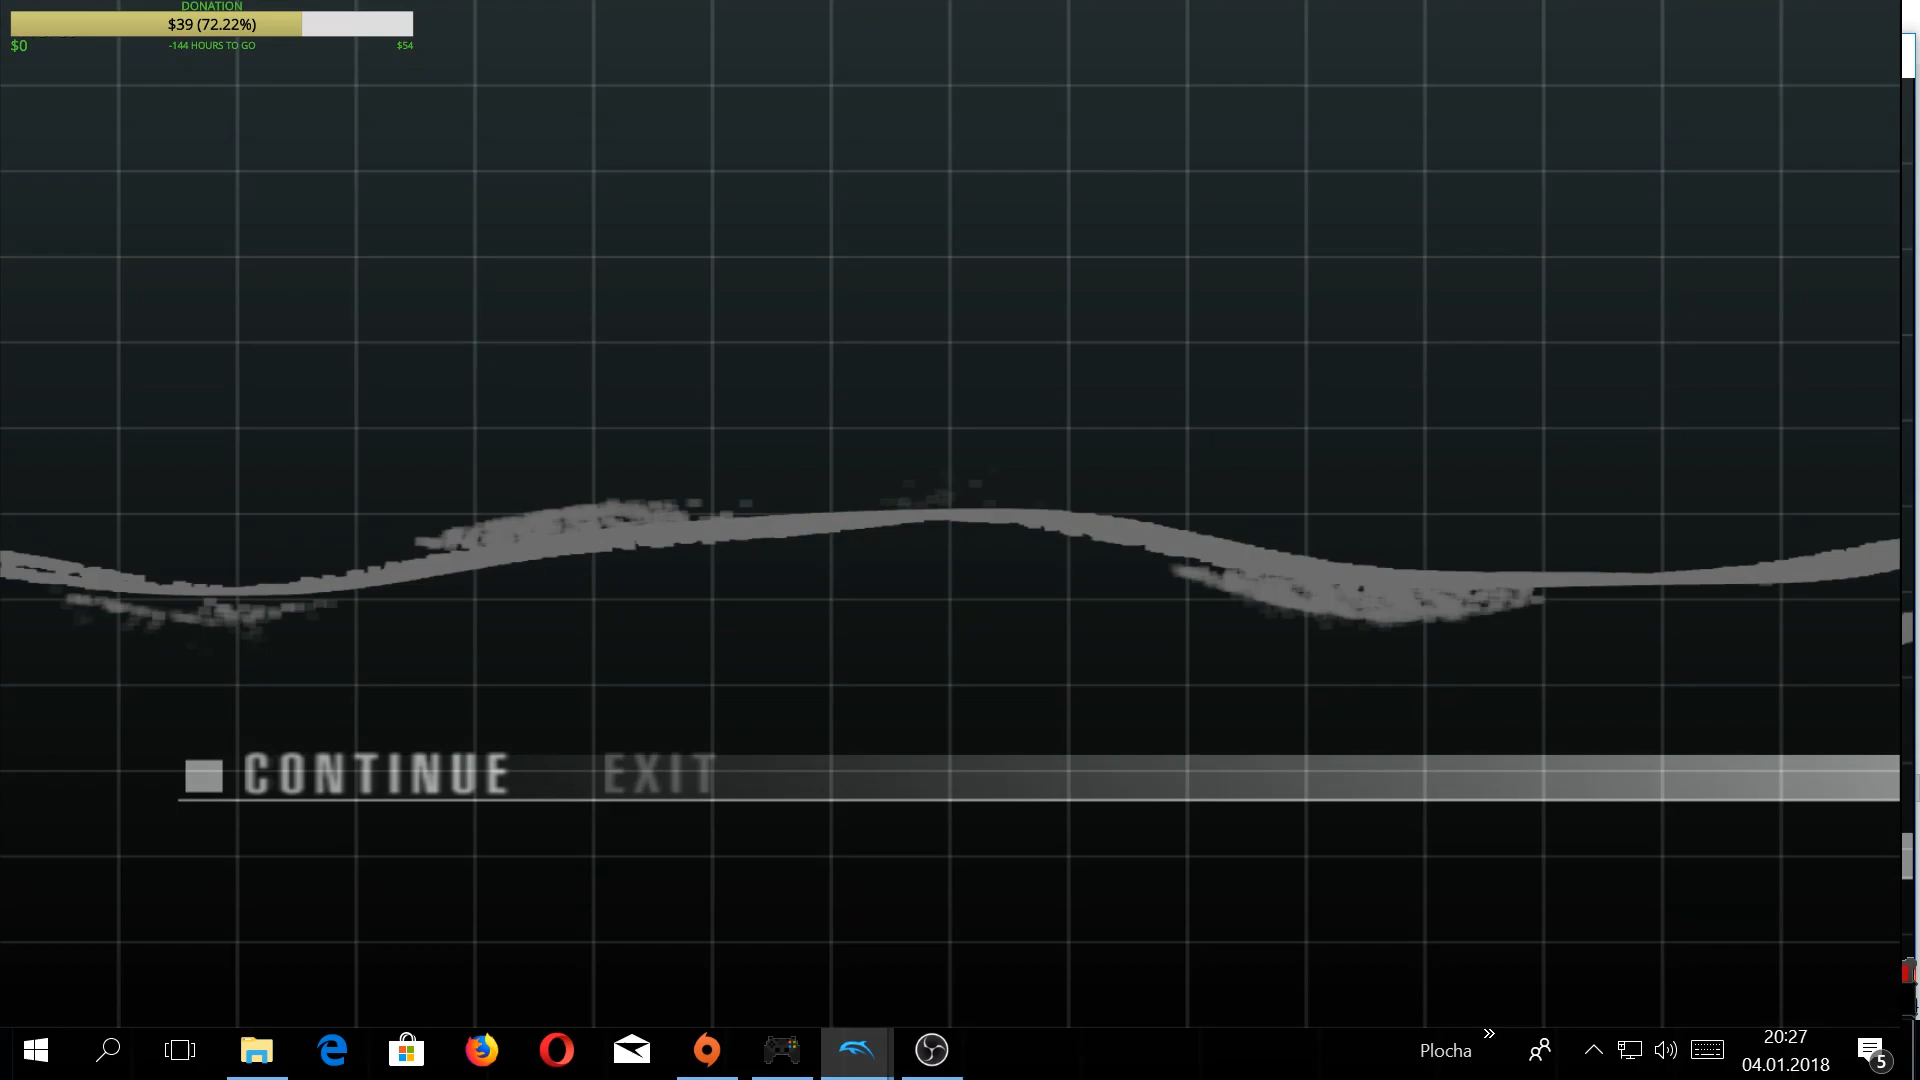 DONATION
$39 (72.22%)
$0
-144 HOURS TO GO
$54
CONTINUE EXIT
Plocha
20:27
04.01.2018
5